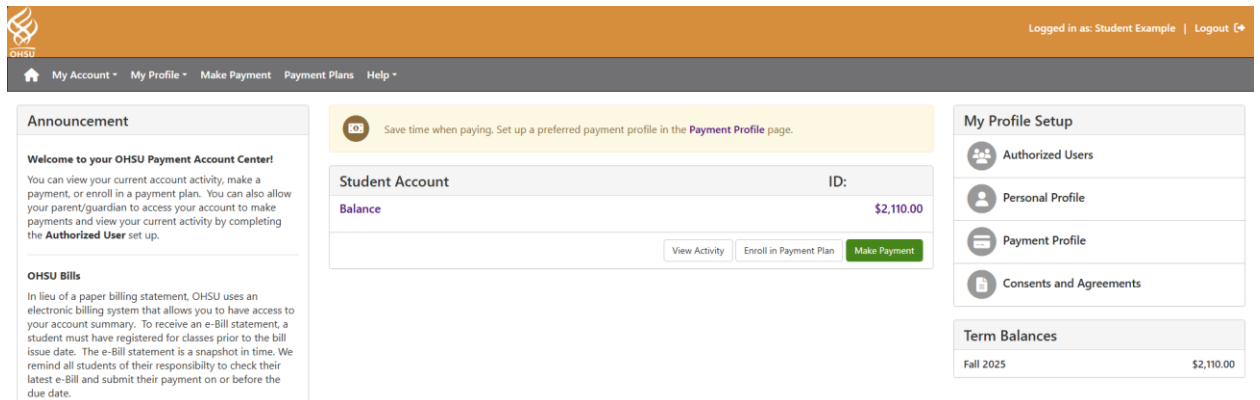 OHSU
Logged in as: Student Example | Logout
My Account My Profile Make Payment Payment Plans Help
Announcement
Welcome to your OHSU Payment Account Center!
You can view your current account activity, make a
payment, or enroll in a payment plan. You can also allow
your parent/guardian to access your account to make
payments and view your current activity by completing
the Authorized User set up.
OHSU Bills
In lieu of a paper billing statement, OHSU uses an
electronic billing system that allows you to have access to
your account summary. To receive an e-Bill statement, a
student must have registered for classes prior to the bill
issue date. The e-Bill statement is a snapshot in time. We
remind all students of their responsibilty to check their
latest e-Bill and submit their payment on or before the
due date.
Save time when paying. Set up a preferred payment profile in the Payment Profile page.
Student Account ID:
Balance $2,110.00
View Activity Enroll in Payment Plan Make Payment
My Profile Setup
Authorized Users
Personal Profile
Payment Profile
Consents and Agreements
Term Balances
Fall 2025 $2,110.00